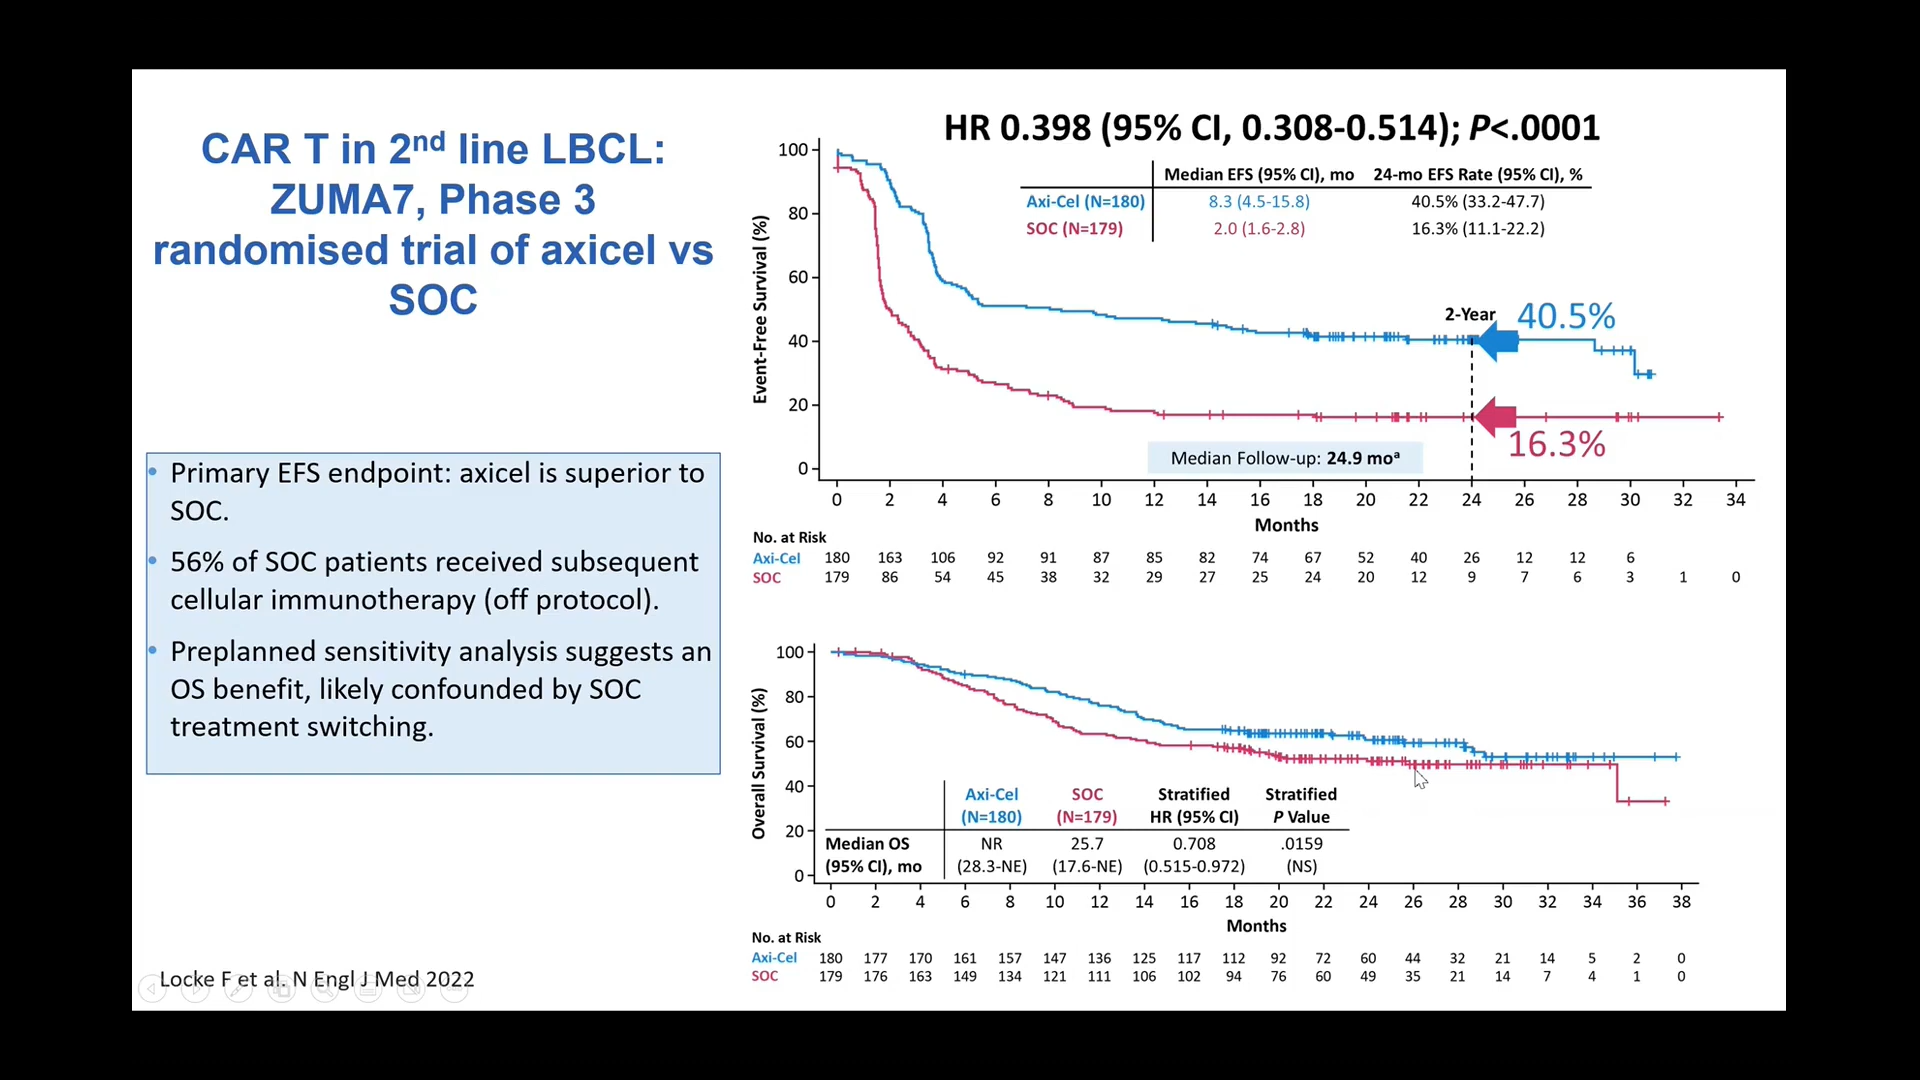 CAR T in 2nd line LBCL:
ZUMA7, Phase 3
randomised trial of axicel vs
SOC
• Primary EFS endpoint: axicel is superior to
SOC.
• 56% of SOC patients received subsequent
cellular immunotherapy (off protocol).
• Preplanned sensitivity analysis suggests an
OS benefit, likely confounded by SOC
treatment switching.
Locke F et al. N Engl J Med 2022
HR 0.398 (95% CI, 0.308-0.514); P<.0001
Median EFS (95% CI), mo 24-mo EFS Rate (95% CI), %
Axi-Cel (N=180) 8.3 (4.5-15.8) 40.5% (33.2-47.7)
SOC (N=179) 2.0 (1.6-2.8) 16.3% (11.1-22.2)
Event-Free Survival (%)
100
80
60
40
20
0
2-Year
40.5%
16.3%
Median Follow-up: 24.9 moᵃ
0 2 4 6 8 10 12 14 16 18 20 22 24 26 28 30 32 34
Months
No. at Risk
Axi-Cel 180 163 106 92 91 87 85 82 74 67 52 40 26 12 12 6
SOC 179 86 54 45 38 32 29 27 25 24 20 12 9 7 6 3 1 0
Overall Survival (%)
100
80
60
40
20
0
Axi-Cel SOC Stratified Stratified
(N=180) (N=179) HR (95% CI) P Value
Median OS NR 25.7 0.708 .0159
(95% CI), mo (28.3-NE) (17.6-NE) (0.515-0.972) (NS)
0 2 4 6 8 10 12 14 16 18 20 22 24 26 28 30 32 34 36 38
Months
No. at Risk
Axi-Cel 180 177 170 161 157 147 136 125 117 112 92 72 60 44 32 21 14 5 2 0
SOC 179 176 163 149 134 121 111 106 102 94 76 60 49 35 21 14 7 4 1 0